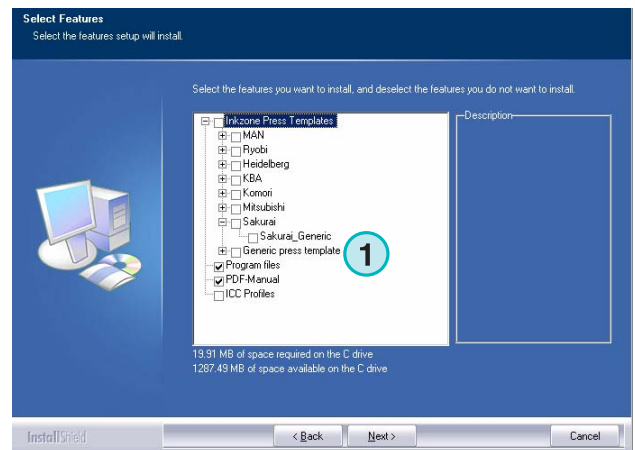 Select Features
Select the features setup will install.
Select the features you want to install, and deselect the features you do not want to install.
Inkzone Press Templates
Description
MAN
Ryobi
Heidelberg
KBA
Komori
Mitsubishi
Sakurai
Sakurai_Generic
Generic press template
1
Program files
PDF-Manual
ICC Profiles
19.91 MB of space required on the C drive
1287.49 MB of space available on the C drive
InstallShield
< Back
Next >
Cancel